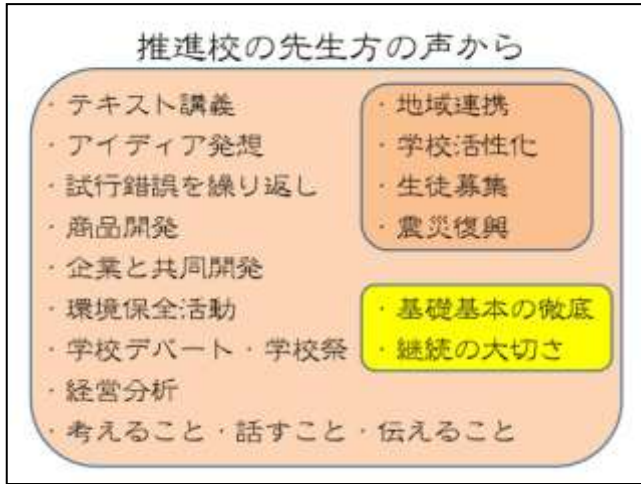 推進校の先生方の声から
・テキスト講義
・アイディア発想
・試行錯誤を繰り返し
・商品開発
・企業と共同開発
・環境保全活動
・学校デパート・学校祭
・経営分析
・考えること・話すこと・伝えること
・地域連携
・学校活性化
・生徒募集
・震災復興
・基礎基本の徹底
・継続の大切さ